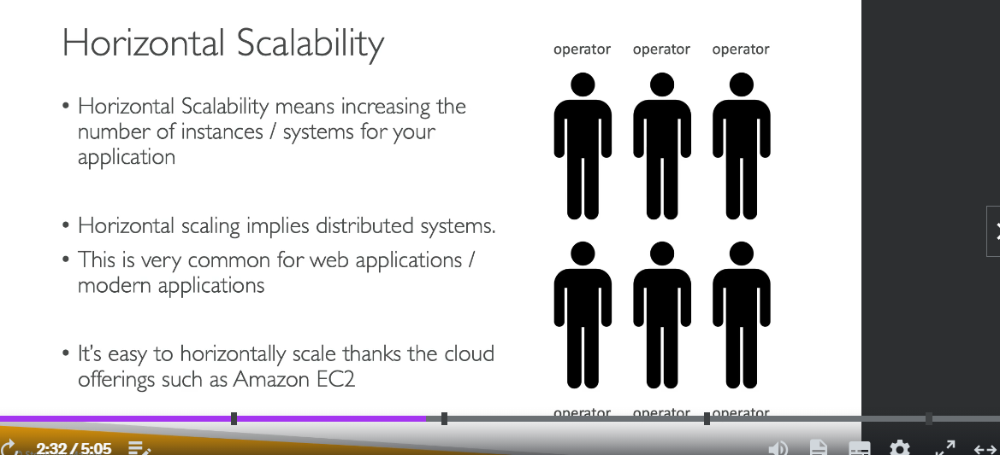 Horizontal Scalability
• Horizontal Scalability means increasing the
number of instances / systems for your
application
• Horizontal scaling implies distributed systems.
• This is very common for web applications /
modern applications
• It's easy to horizontally scale thanks the cloud
offerings such as Amazon EC2
operator operator operator
operator operator operator
2:32 / 5:05